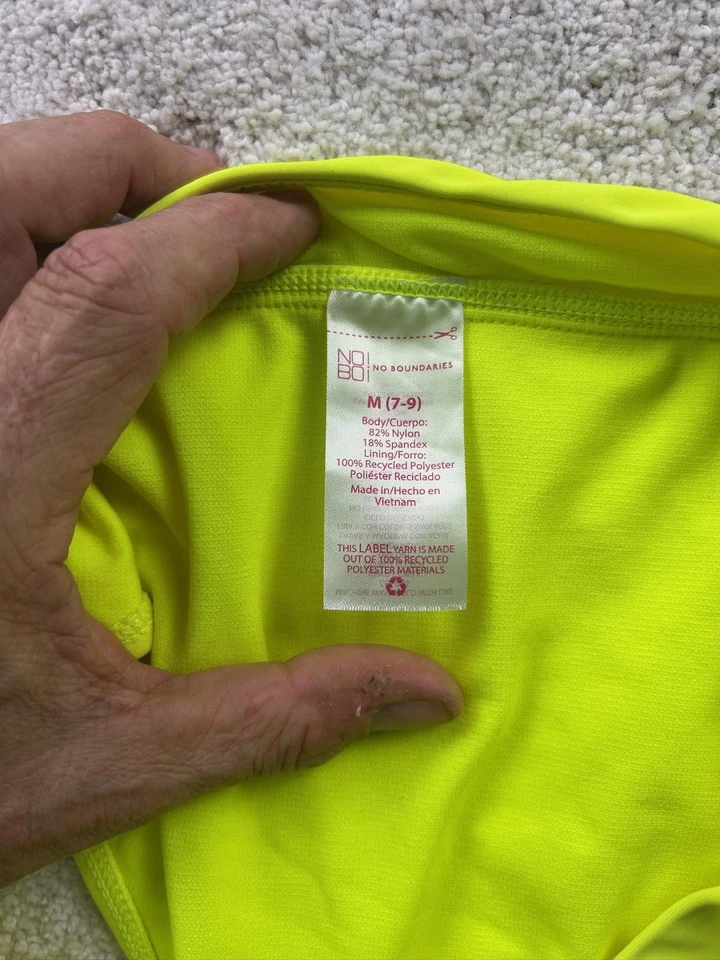 NO!
BO!
NO BOUNDARIES
M (7-9)
Body/Cuerpo:
82% Nylon
18% Spandex
Lining/Forro:
100% Recycled Polyester
Poliéster Reciclado
Made in/Hecho en
Vietnam
THIS LABEL YARN IS MADE
OUT OF 100% RECYCLED
POLYESTER MATERIALS